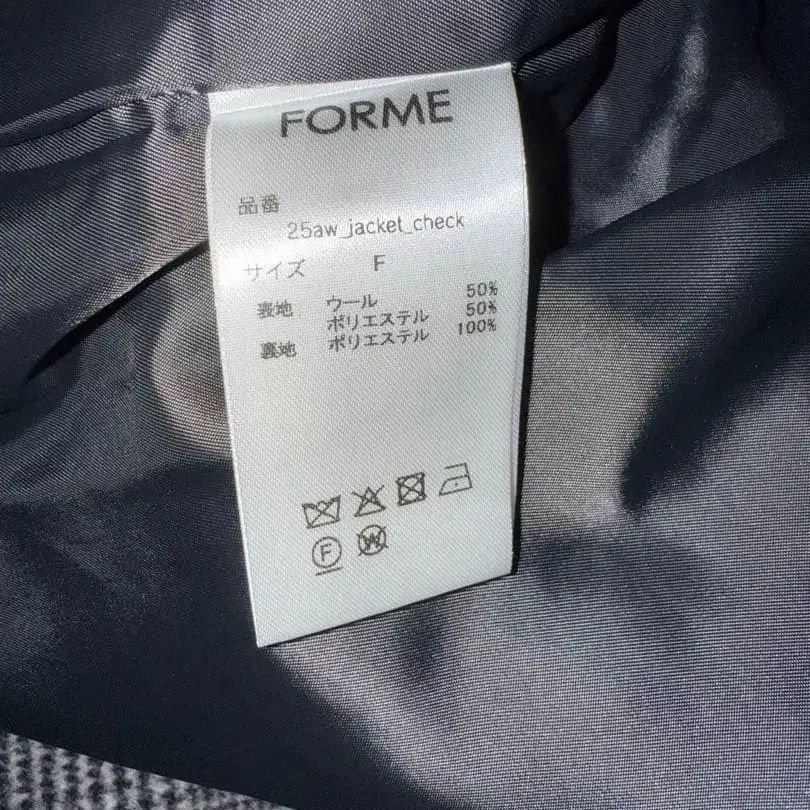 FORME
品番
25aw_jacket_check
サイズ F
表地 ウール 50%
ポリエステル 50%
裏地 ポリエステル 100%
F
W